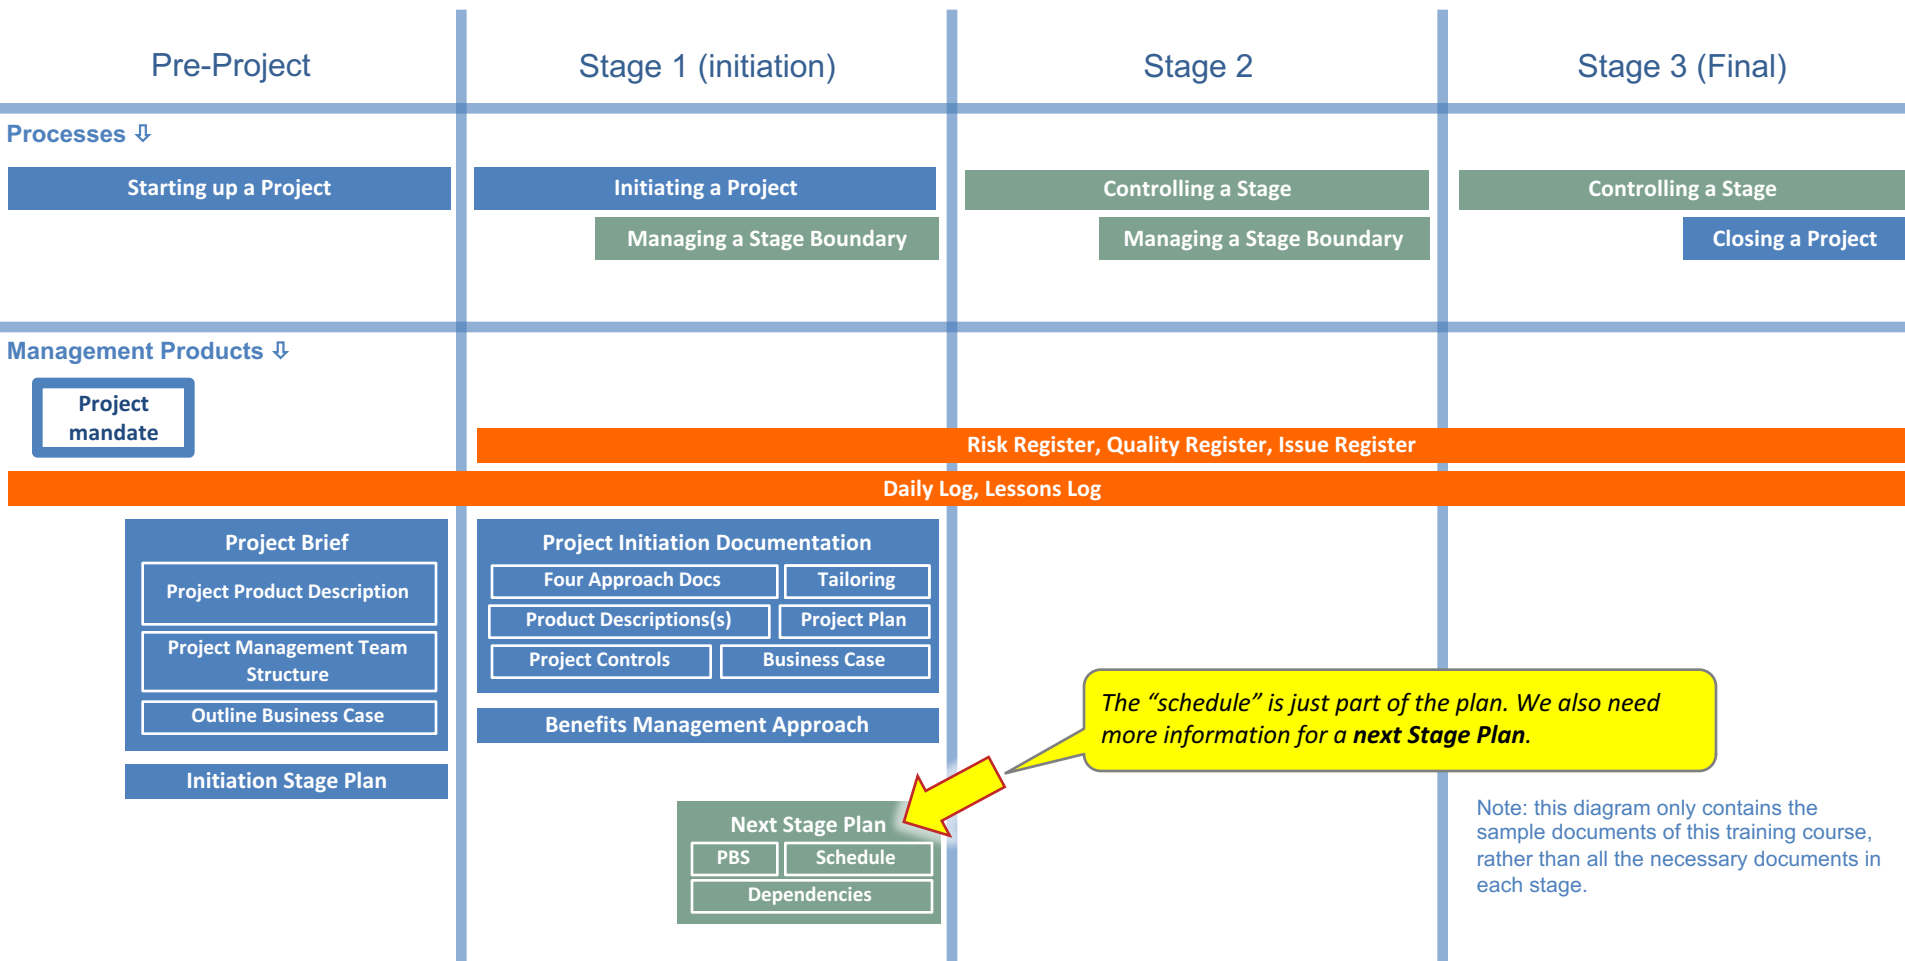 Pre-Project
Stage 1 (initiation)
Stage 2
Stage 3 (Final)
Processes ⇩
Starting up a Project
Initiating a Project
Controlling a Stage
Controlling a Stage
Managing a Stage Boundary
Managing a Stage Boundary
Closing a Project
Management Products ⇩
Project
mandate
Risk Register, Quality Register, Issue Register
Daily Log, Lessons Log
Project Brief
Project Product Description
Project Management Team
Structure
Outline Business Case
Initiation Stage Plan
Project Initiation Documentation
Four Approach Docs
Tailoring
Product Descriptions(s)
Project Plan
Project Controls
Business Case
Benefits Management Approach
The “schedule” is just part of the plan. We also need
more information for a next Stage Plan.
Next Stage Plan
PBS
Schedule
Dependencies
Note: this diagram only contains the
sample documents of this training course,
rather than all the necessary documents in
each stage.